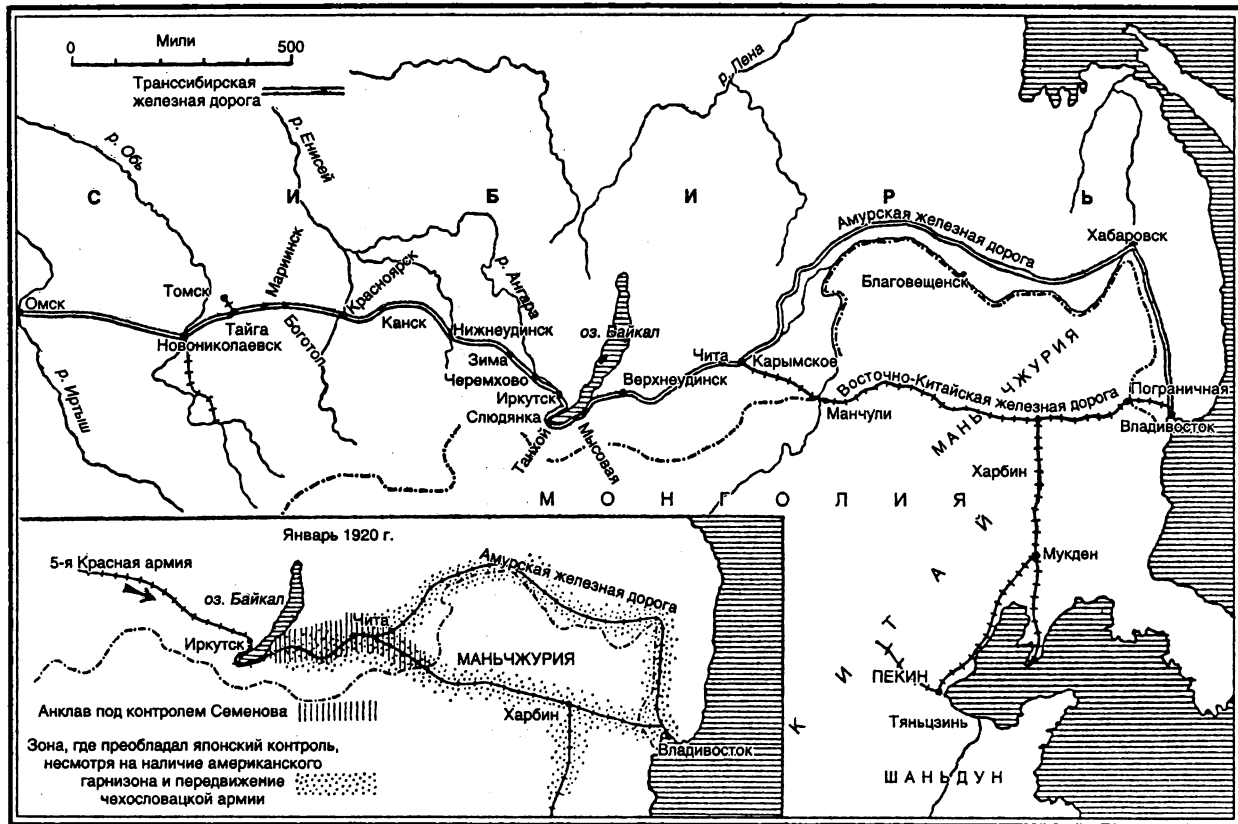 Мили
0 500
Транссибирская
железная дорога
р. Обь
р. Енисей
р. Лена
С И Б И Р Ь
Амурская железная дорога
Хабаровск
Благовещенск
Мариинск
Красноярск
р. Ангара
Томск
Омск
Тайга
Канск
Нижнеудинск
оз. Байкал
Новониколаевск
Боготол
Зима
Чита
Карымское
МАНЬЧЖУРИЯ
Черемхово
Верхнеудинск
Восточно-Китайская железная дорога
Пограничная
р. Иртыш
Иркутск
Слюдянка
Манчули
Владивосток
Танхой
Мысовая
Харбин
МОНГОЛИЯ
КИТАЙ
Мукден
ПЕКИН
Тяньцзинь
ШАНЬДУН
Январь 1920 г.
5-я Красная армия
Амурская железная дорога
оз. Байкал
Чита
Иркутск
МАНЬЧЖУРИЯ
Анклав под контролем Семенова
Харбин
Владивосток
Зона, где преобладал японский контроль,
несмотря на наличие американского
гарнизона и передвижение
чехословацкой армии